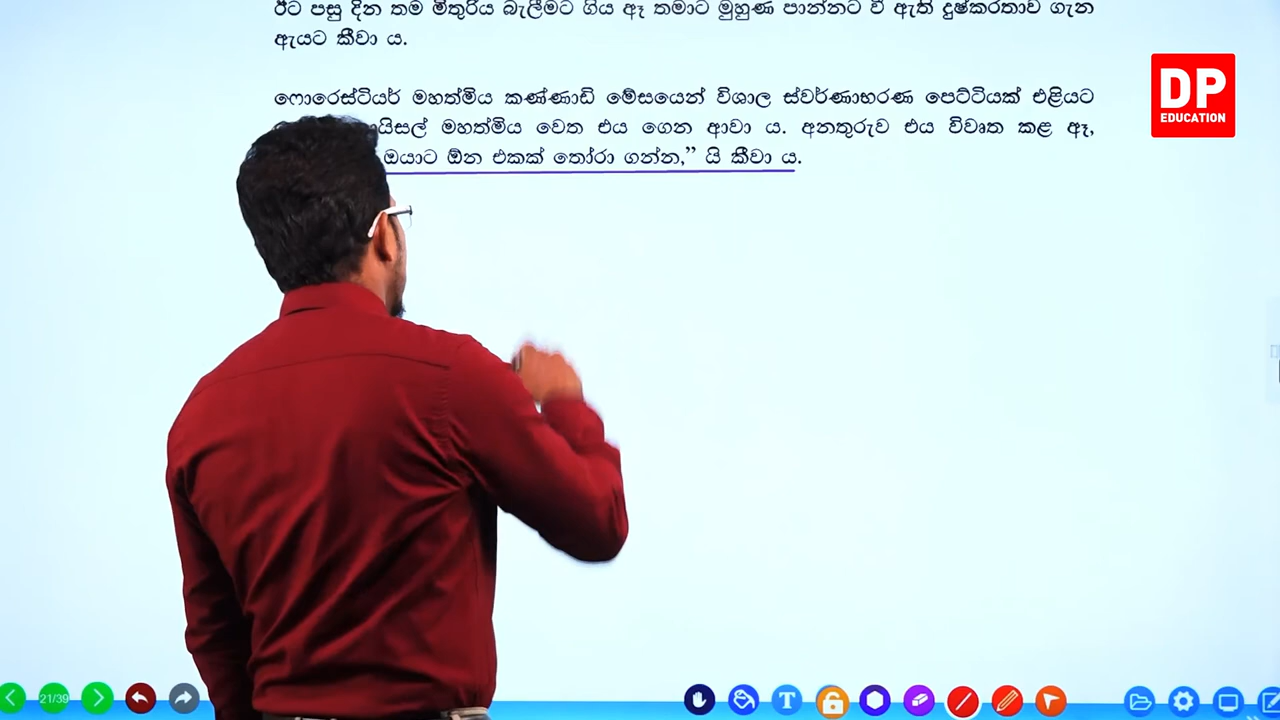 ඊට පසු දින තම මිතුරිය බැලීමට ගිය ඈ තමාට මුහුණ පාන්නට වී ඇති දුෂ්කරතාව ගැන
ඇයට කීවා ය.
ෆොරෙස්ටියර් මහත්මිය කණ්ණාඩි මේසයෙන් විශාල ස්වර්ණාභරණ පෙට්ටියක් එළියට
මහත්මිය වෙත එය ගෙන ආවා ය. අනතුරුව එය විවෘත කළ ඈ,
ඔයාට ඕන එකක් තෝරා ගන්න,” යි කීවා ය.
DP
EDUCATION
21/39
T